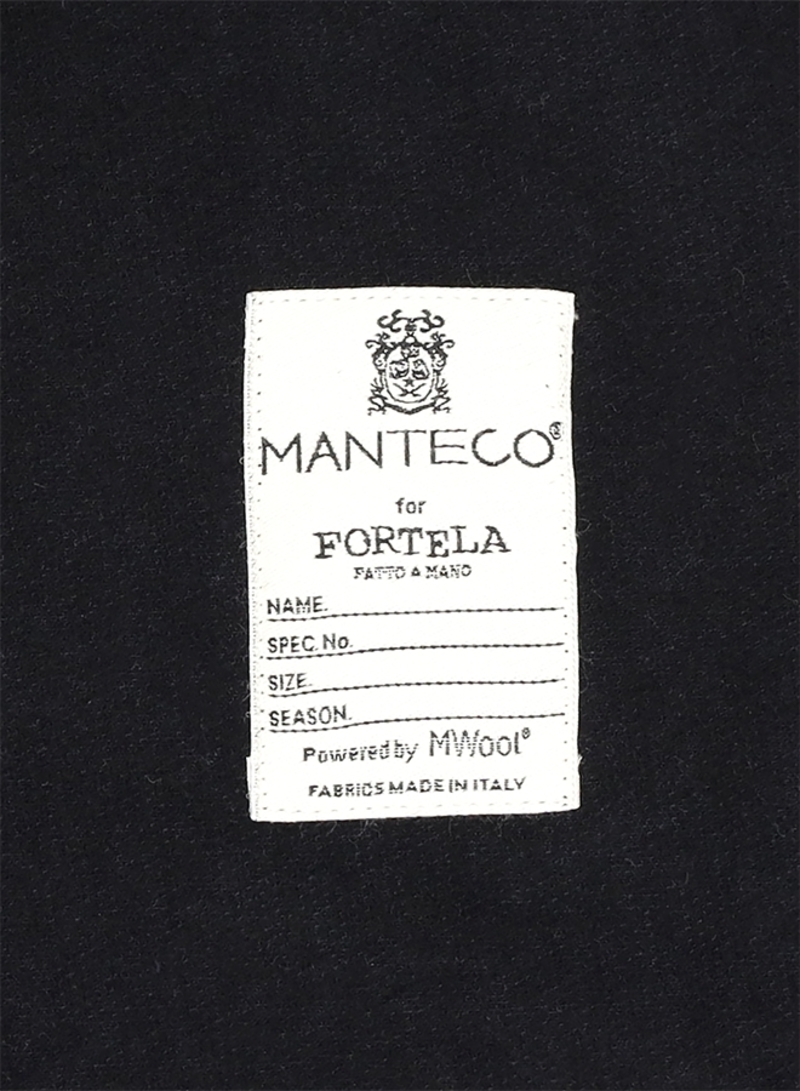 MANTECO®
for
FORTELA
FATTO A MANO
NAME.
SPEC. No.
SIZE.
SEASON.
Powered by MWool®
FABRICS MADE IN ITALY